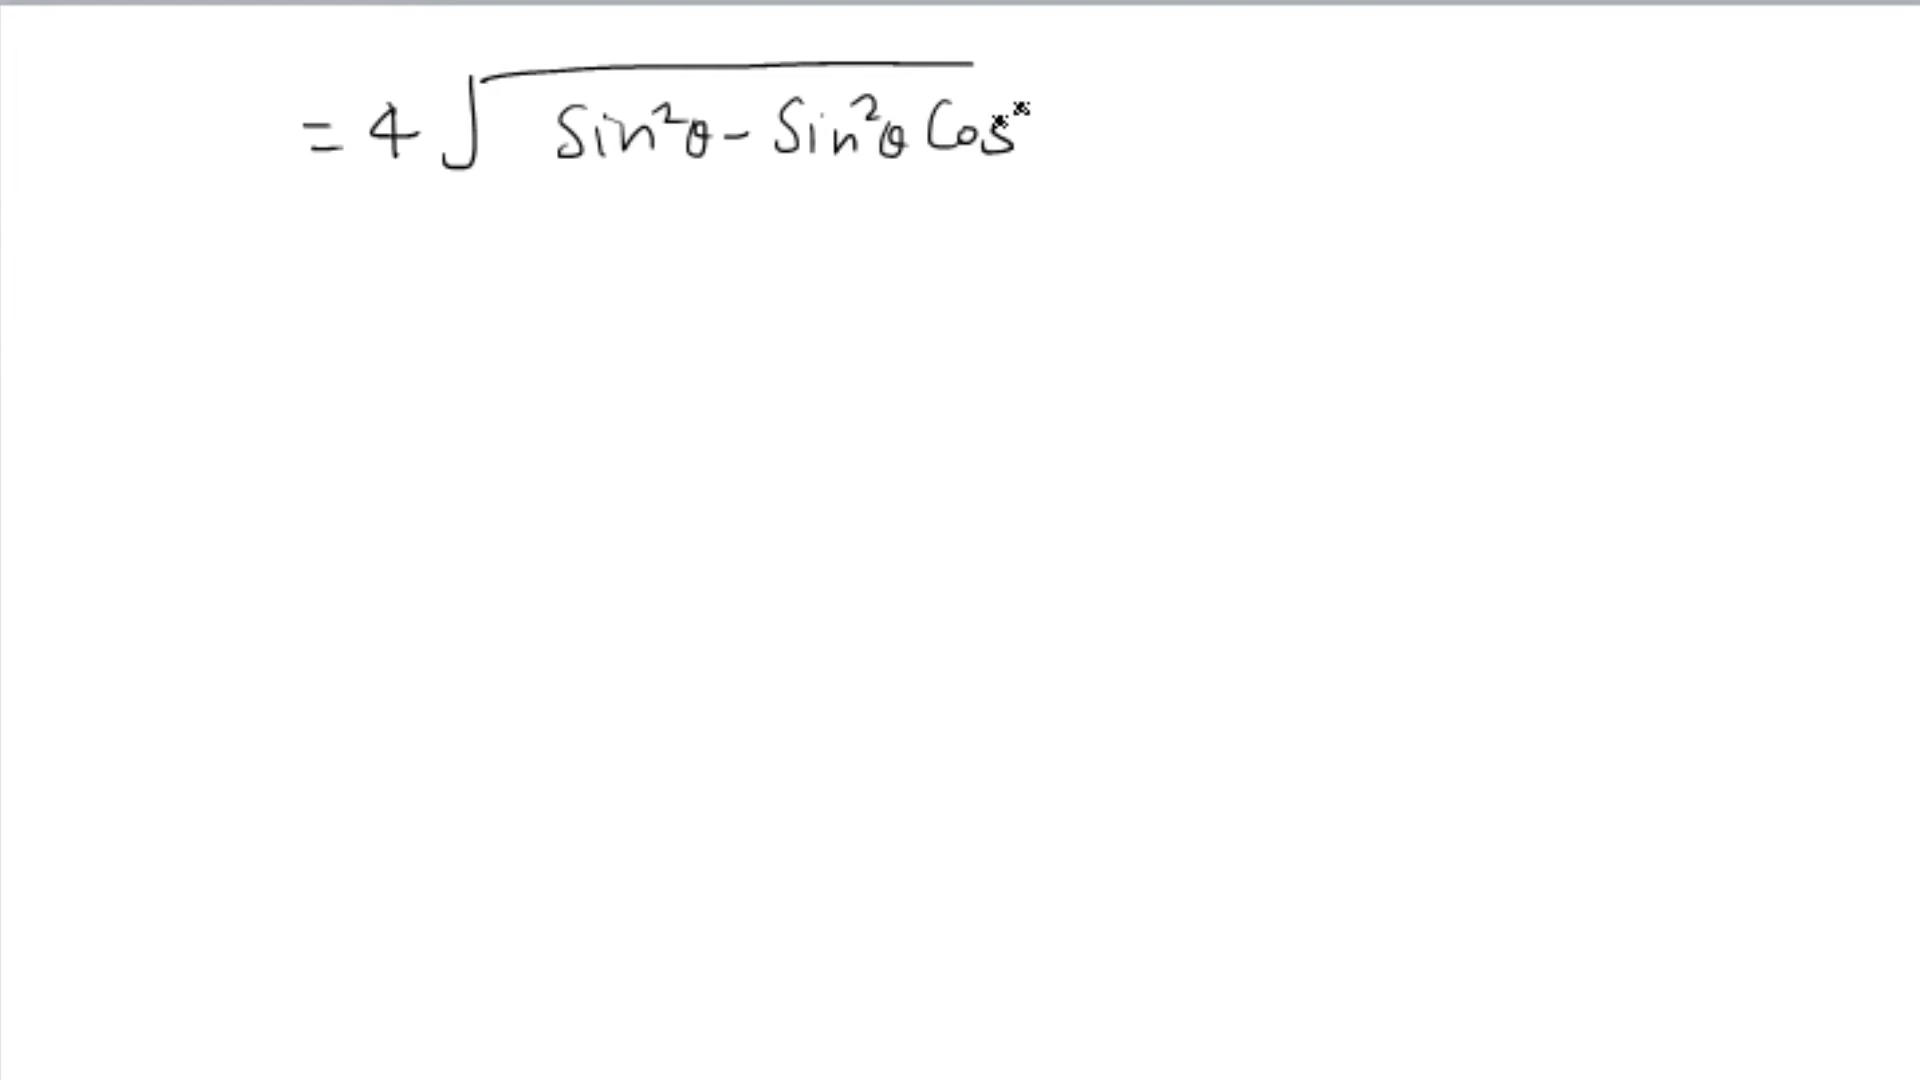 = 4 √ Sin²θ - Sin²θ Cos